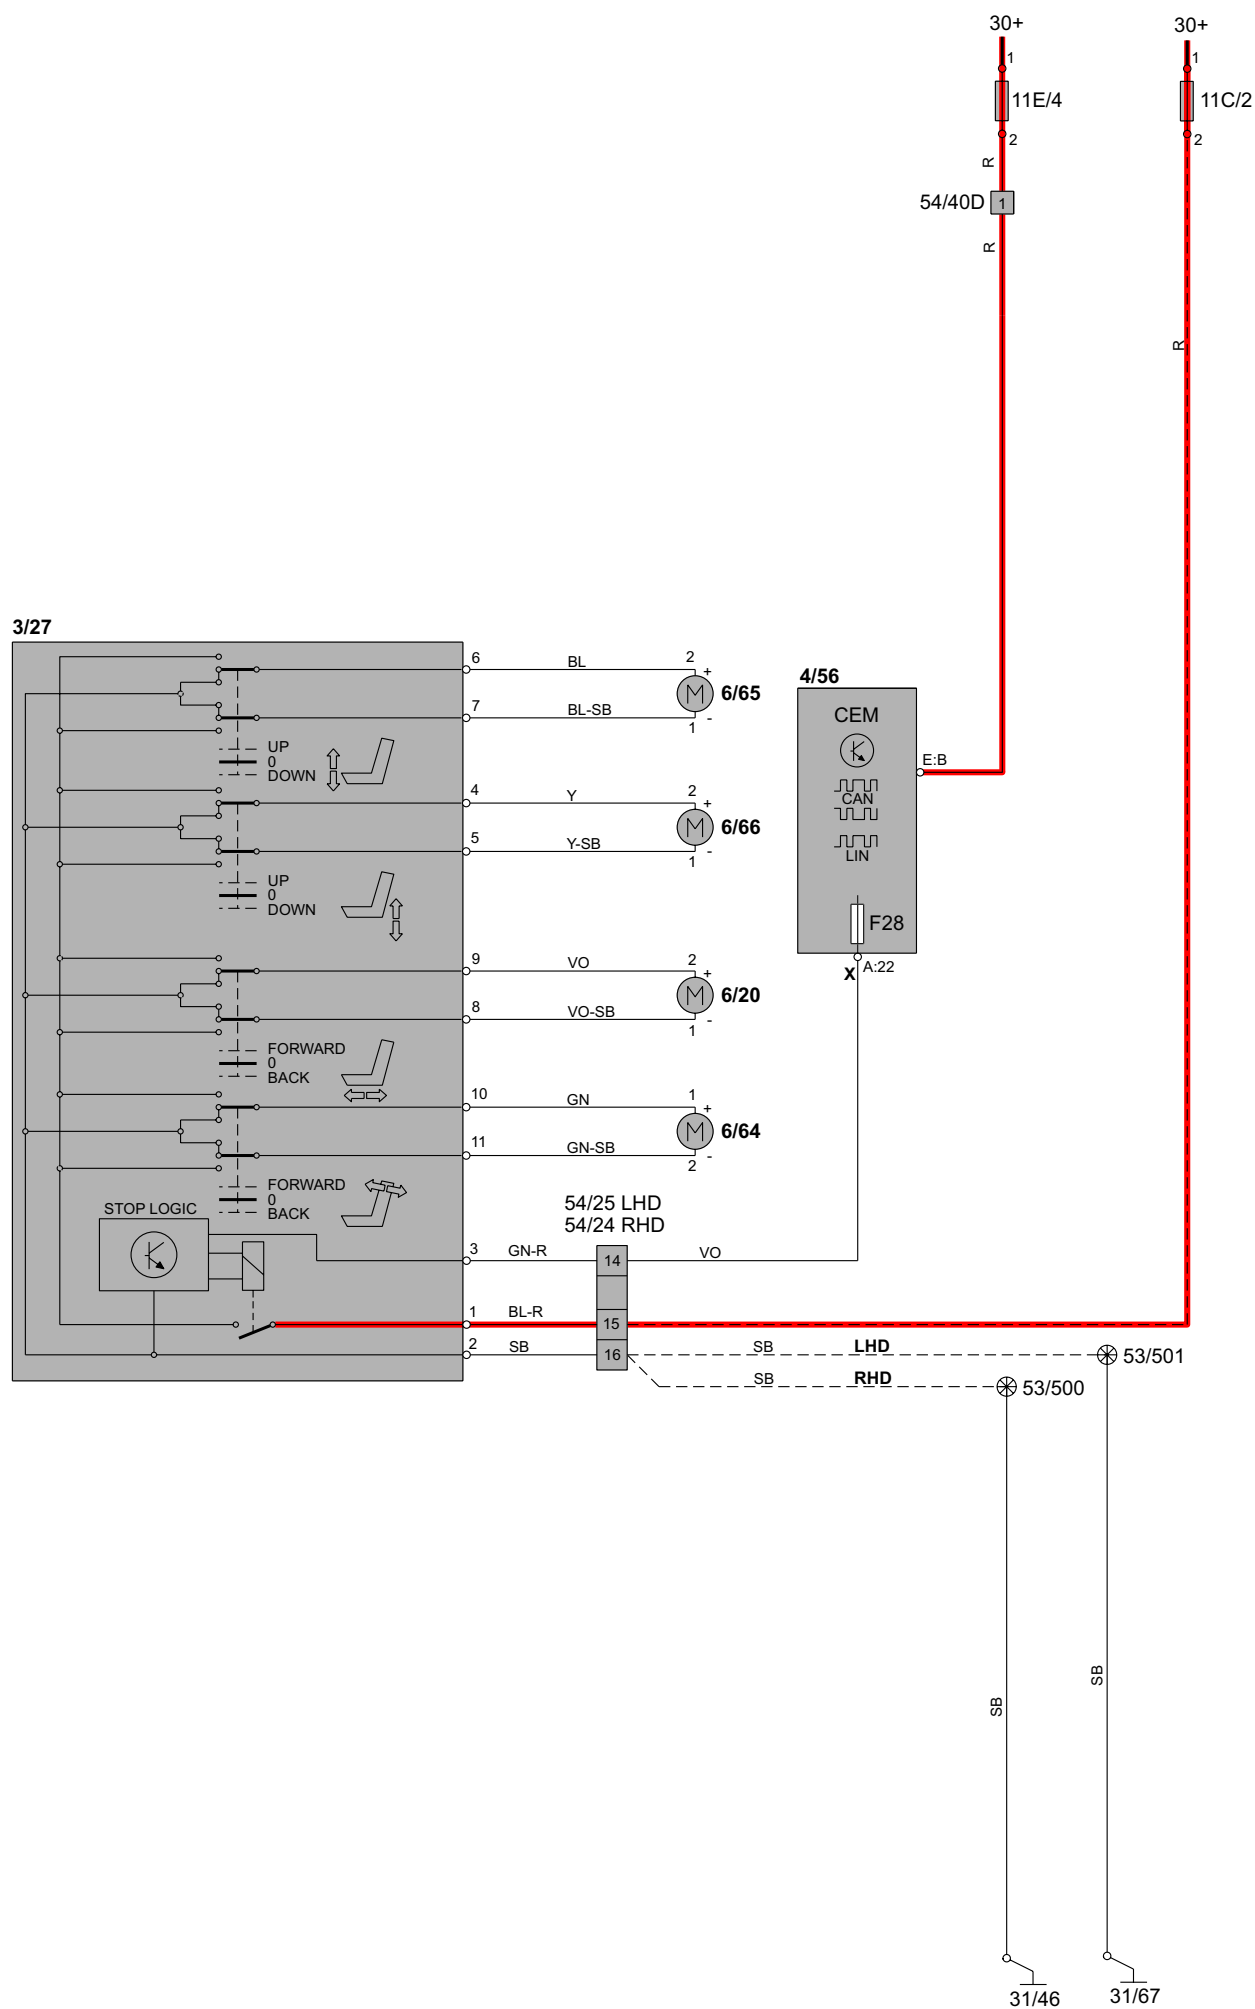 30+
30+
1
1
11E/4
11C/2
2
2
R
54/40D
1
R
R
3/27
6
BL
2
+
6/65
7
BL-SB
1
-
UP
0
DOWN
4/56
CEM
E:B
CAN
LIN
F28
X
A:22
4
Y
2
+
6/66
5
Y-SB
1
-
UP
0
DOWN
9
VO
2
+
6/20
8
VO-SB
1
-
FORWARD
0
BACK
10
GN
1
+
6/64
11
GN-SB
2
-
FORWARD
0
BACK
STOP LOGIC
54/25 LHD
54/24 RHD
3
GN-R
14
VO
1
BL-R
15
2
SB
16
SB
LHD
53/501
SB
RHD
53/500
SB
SB
31/46
31/67
M
M
M
M